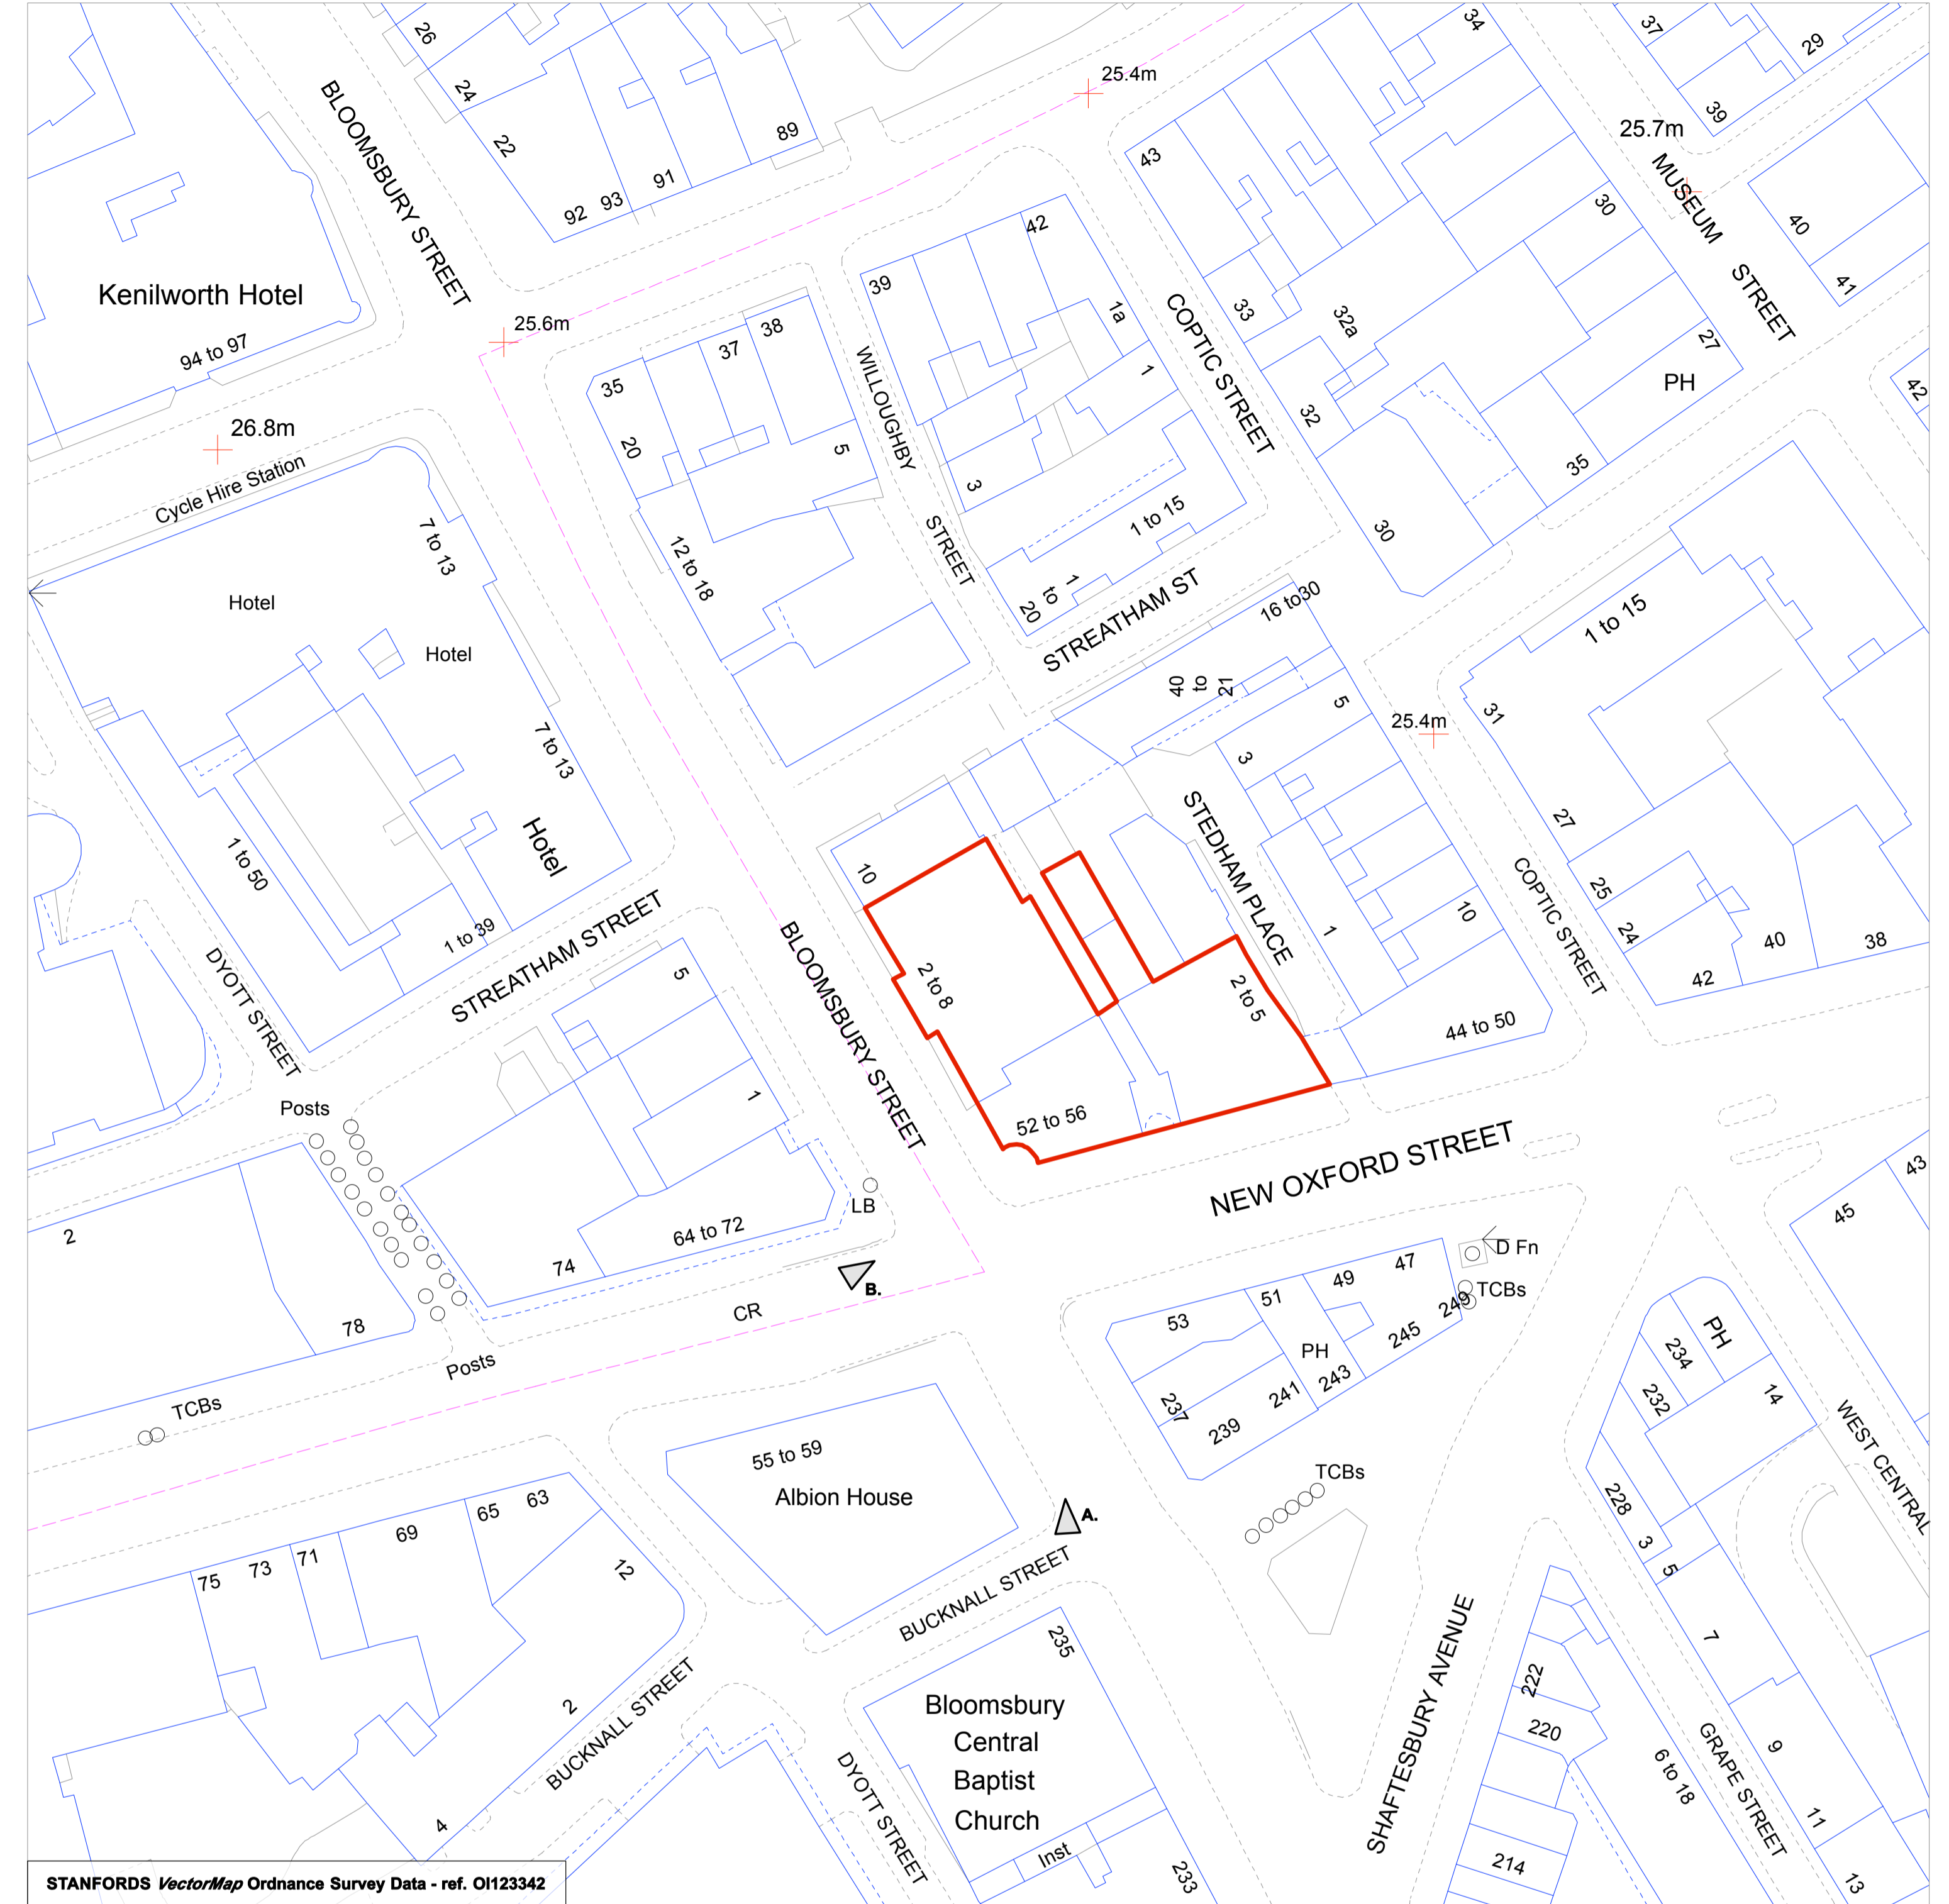 26
24
22
BLOOMSBURY STREET
92
93
91
89
25.4m
43
34
37
29
39
25.7m
MUSEUM STREET
40
41
30
42
39
1a
1
3
COPTIC STREET
33
32a
32
27
PH
35
30
42
Kenilworth Hotel
94 to 97
25.6m
26.8m
Cycle Hire Station
35
37
38
20
5
12 to 18
WILLOUGHBY
STREET
1 to 15
1
to
20
STREATHAM ST
16 to30
40
to
21
5
3
25.4m
1 to 15
31
27
25
24
42
40
38
7 to 13
Hotel
Hotel
7 to 13
Hotel
1 to 50
1 to 39
STREATHAM STREET
DYOTT STREET
10
2 to 8
BLOOMSBURY STREET
STEDHAM PLACE
2 to 5
1
10
COPTIC STREET
44 to 50
52 to 56
NEW OXFORD STREET
5
1
Posts
LB
64 to 72
74
2
78
Posts
TCBs
CR
B.
D Fn
TCBs
53
51
49
47
249
245
243
241
239
237
PH
TCBs
45
43
PH
234
232
14
228
3
5
7
9
11
13
WEST CENTRAL
55 to 59
Albion House
A.
BUCKNALL STREET
75
73
71
69
65
63
12
2
4
BUCKNALL STREET
235
Bloomsbury
Central
Baptist
Church
Inst
233
DYOTT STREET
SHAFTESBURY AVENUE
222
220
214
6 to 18
GRAPE STREET
STANFORDS VectorMap Ordnance Survey Data - ref. OI123342